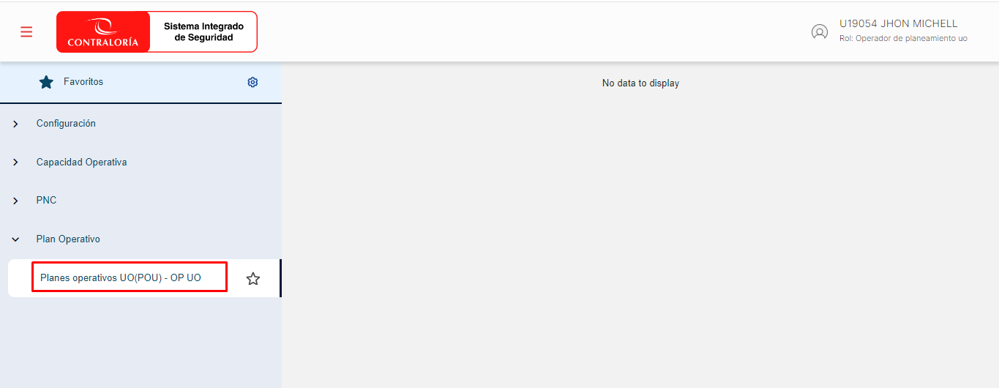 CONTRALORÍA
Sistema Integrado
de Seguridad
U19054 JHON MICHELL
Rol: Operador de planeamiento uo
Favoritos
No data to display
Configuración
Capacidad Operativa
PNC
Plan Operativo
Planes operativos UO(POU) - OP UO